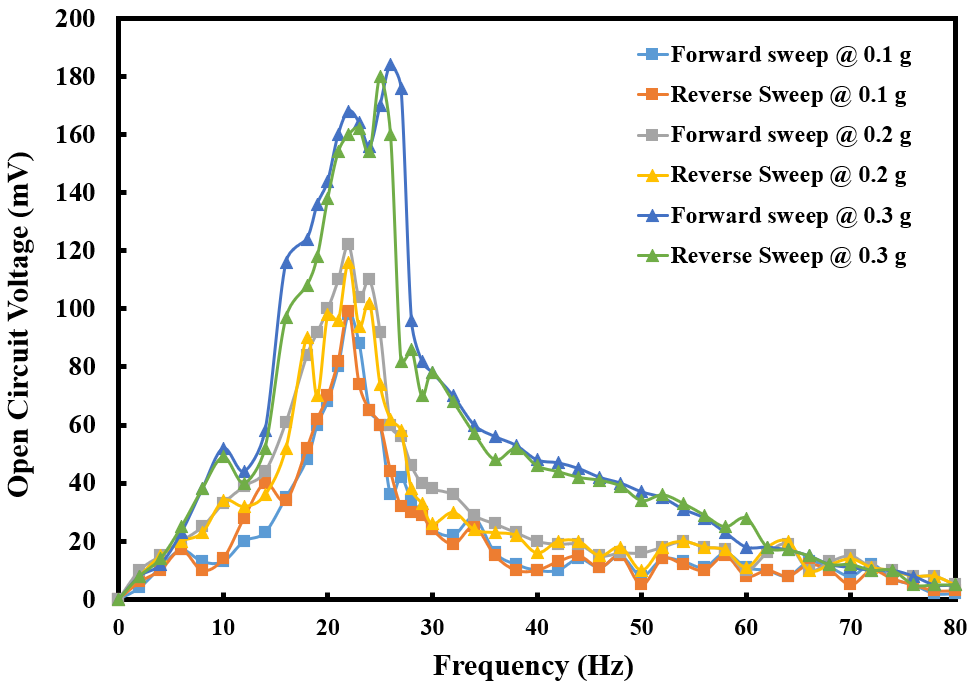 200
180
160
140
120
100
80
60
40
20
0
Open Circuit Voltage (mV)
Forward sweep @ 0.1 g
Reverse Sweep @ 0.1 g
Forward sweep @ 0.2 g
Reverse Sweep @ 0.2 g
Forward sweep @ 0.3 g
Reverse Sweep @ 0.3 g
0 10 20 30 40 50 60 70 80
Frequency (Hz)